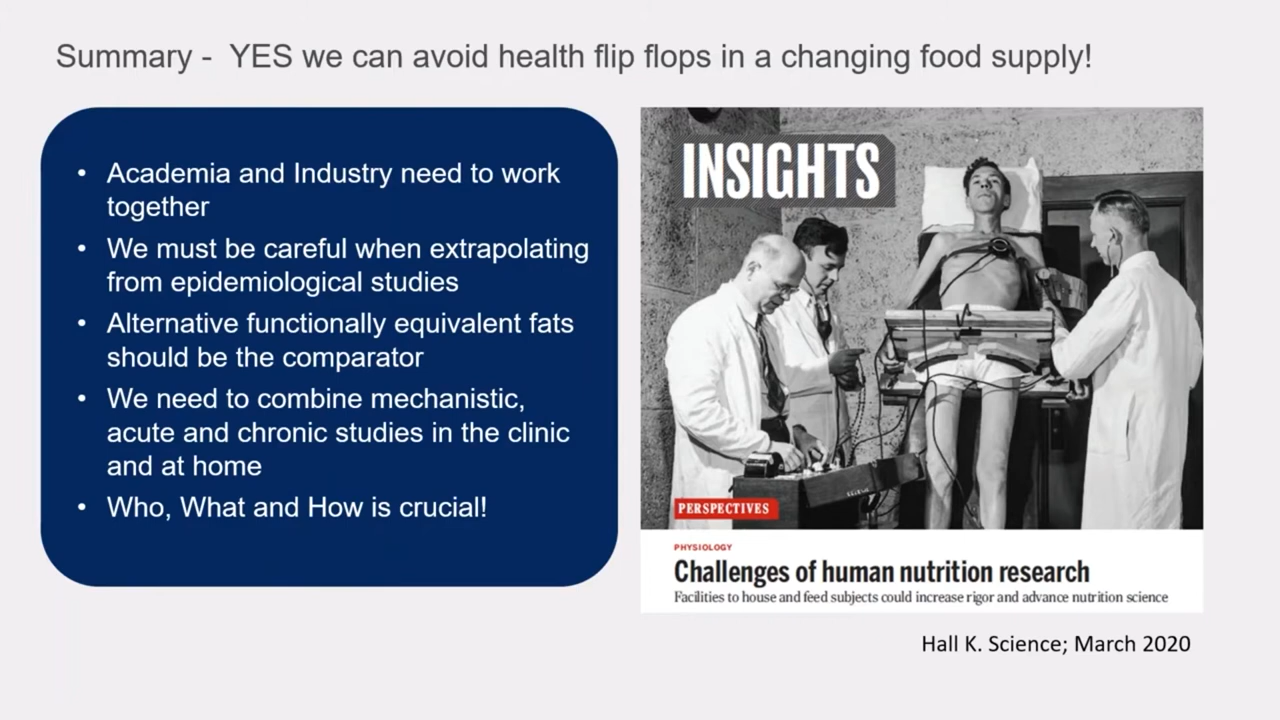 Summary - YES we can avoid health flip flops in a changing food supply!
• Academia and Industry need to work
together
• We must be careful when extrapolating
from epidemiological studies
• Alternative functionally equivalent fats
should be the comparator
• We need to combine mechanistic,
acute and chronic studies in the clinic
and at home
• Who, What and How is crucial!
INSIGHTS
PERSPECTIVES
PHYSIOLOGY
Challenges of human nutrition research
Facilities to house and feed subjects could increase rigor and advance nutrition science
Hall K. Science; March 2020